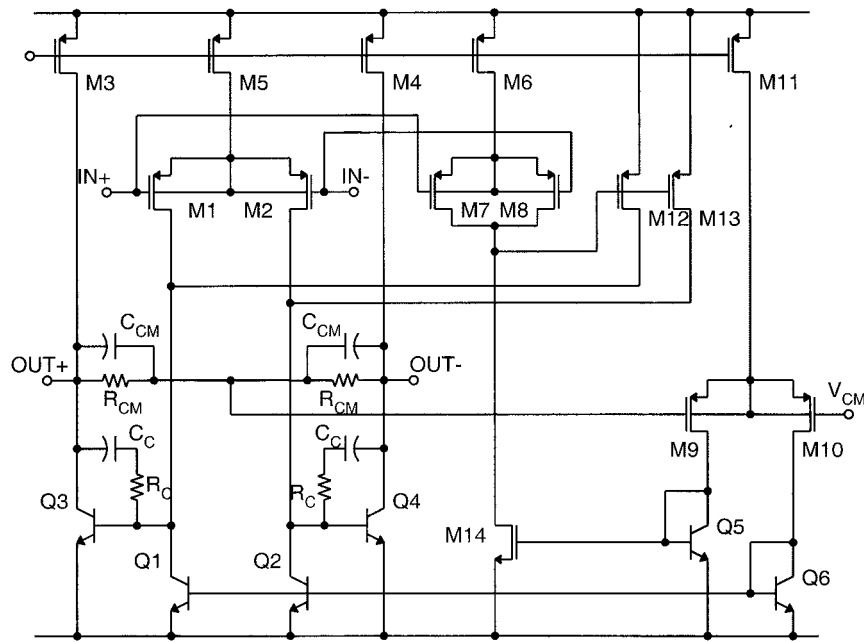 M3
M5
M4
M6
M11
IN+
M1
M2
IN-
M7
M8
M12
M13
C_CM
C_CM
OUT+
R_CM
R_CM
OUT-
V_CM
M9
M10
C_C
C_C
R_C
R_C
Q3
Q4
M14
Q5
Q1
Q2
Q6